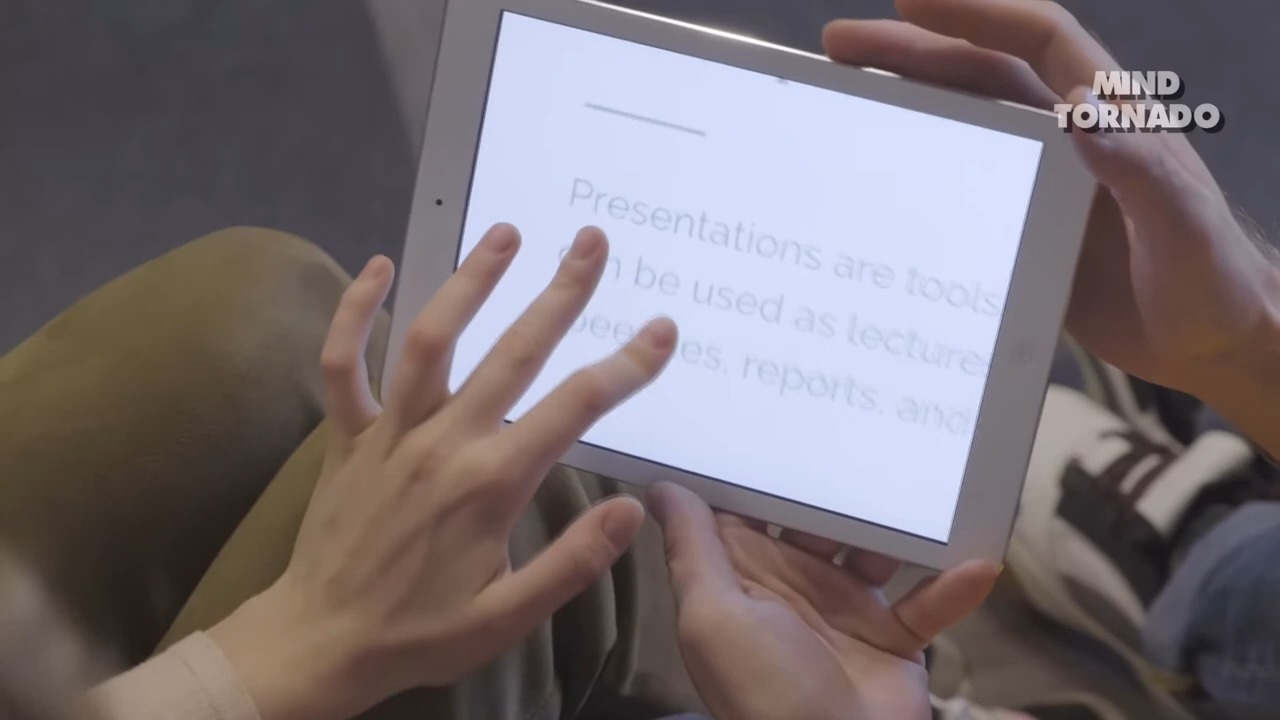 MIND
TORNADO
Presentations are tools
be used as lectures
reports, and